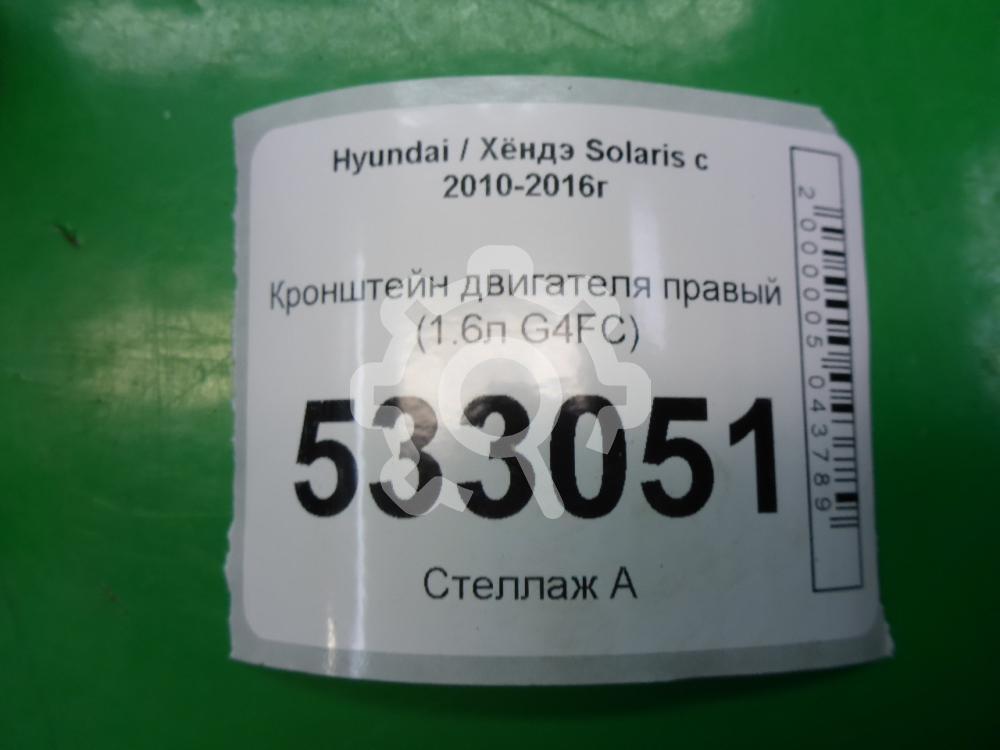 Hyundai / Хёндэ Solaris с
2010-2016г
Кронштейн двигателя правый
(1.6л G4FC)
533051
Стеллаж А
2000005043789